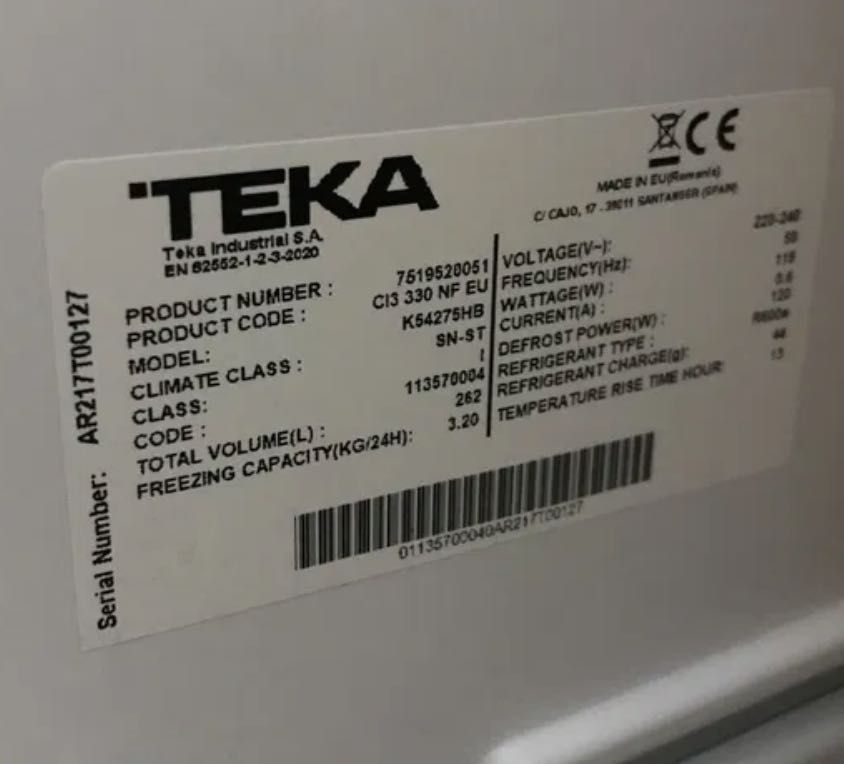 TEKA
Teka Industrial S.A.
EN 62552-1-2-3-2020
CE
MADE IN EU(Romania)
C/ CAJO, 17 - 39011 SANTANDER (SPAIN)
PRODUCT NUMBER : 7519520051
PRODUCT CODE : CI3 330 NF EU
MODEL: K54275HB
CLIMATE CLASS : SN-ST
CLASS: I
CODE : 113570004
TOTAL VOLUME(L) : 262
FREEZING CAPACITY(KG/24H): 3.20
VOLTAGE(V~): 220-240
FREQUENCY(Hz): 50
WATTAGE(W) : 115
CURRENT(A) : 0.6
DEFROST POWER(W) : 120
REFRIGERANT TYPE : R600a
REFRIGERANT CHARGE(g): 44
TEMPERATURE RISE TIME HOUR: 13
01135700040AR217T00127
Serial Number: AR217T00127